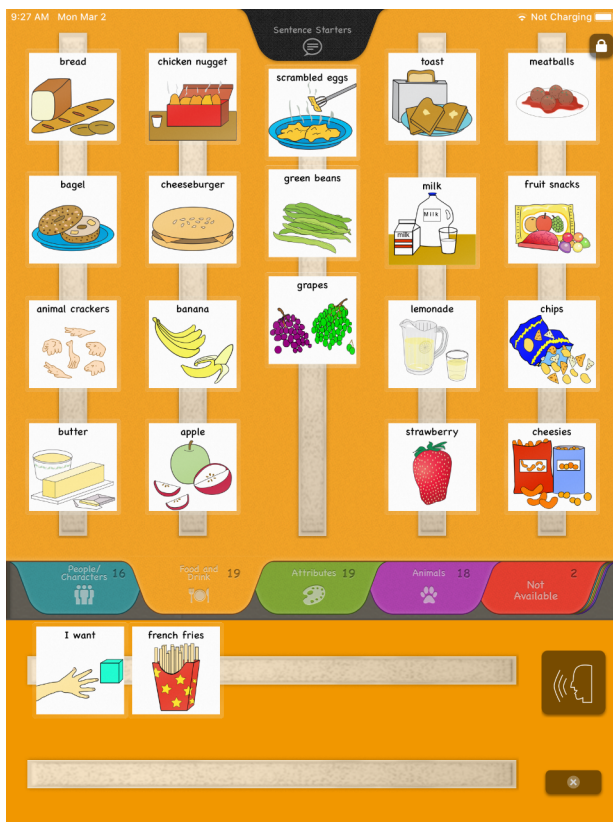 9:27 AM Mon Mar 2
Not Charging
Sentence Starters
bread
chicken nugget
scrambled eggs
toast
meatballs
bagel
cheeseburger
green beans
milk
Milk
milk
fruit snacks
animal crackers
banana
grapes
lemonade
chips
butter
apple
strawberry
cheesies
People/
Characters 16
Food and
Drink 19
Attributes 19
Animals 18
2
Not
Available
I want
french fries